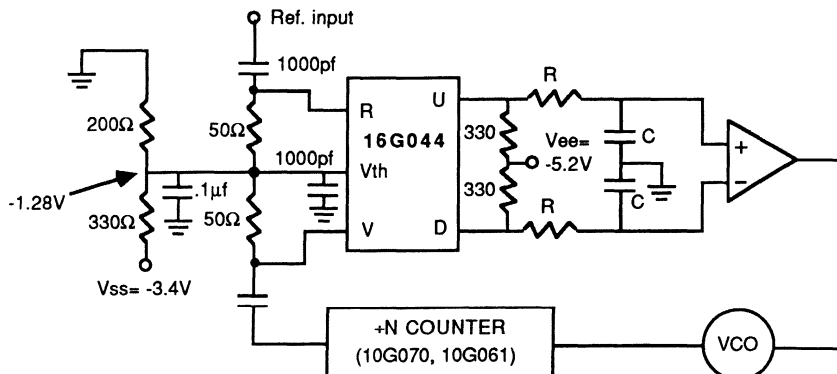 Ref. input
1000pf
R
U
R
200Ω
50Ω
16G044
330
Vee=
-5.2V
C
+
1000pf
Vth
-1.28V
.1µf
330
−
330Ω
50Ω
R
C
V
D
Vss= -3.4V
÷N COUNTER
(10G070, 10G061)
VCO